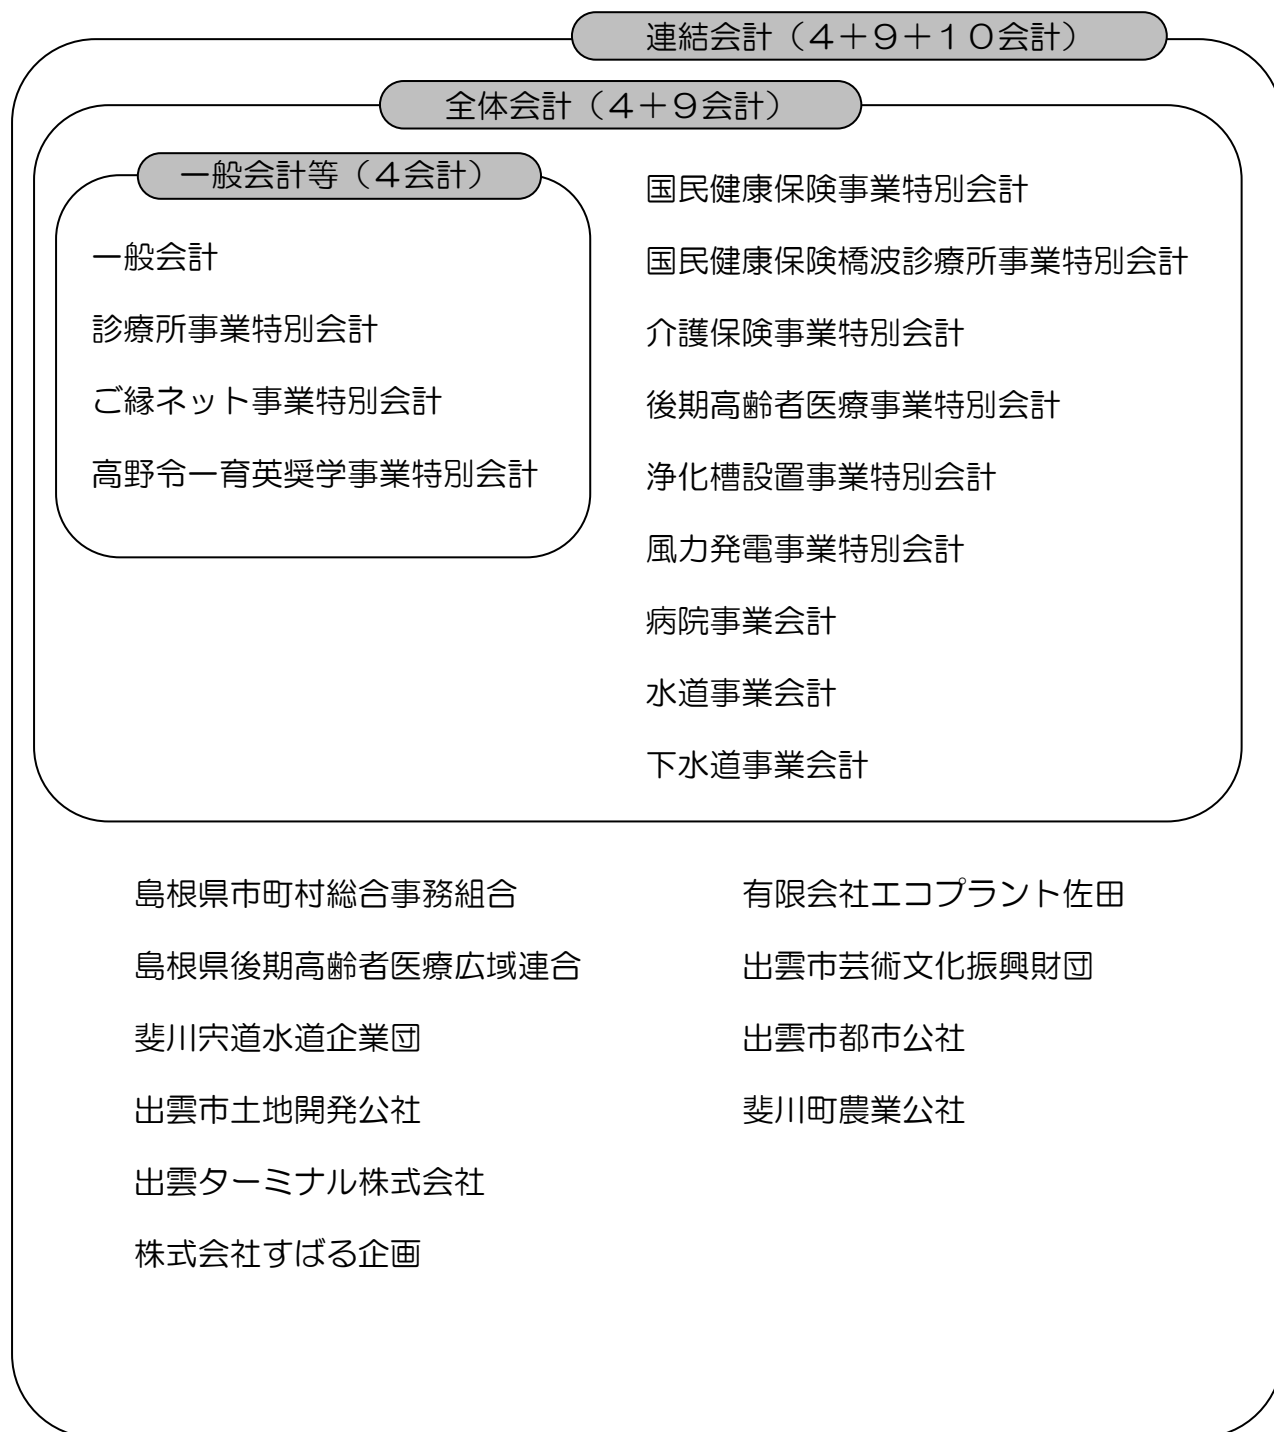 連結会計（４＋９＋１０会計）
全体会計（４＋９会計）
一般会計等（４会計）
一般会計
診療所事業特別会計
ご縁ネット事業特別会計
高野令一育英奨学事業特別会計
国民健康保険事業特別会計
国民健康保険橋波診療所事業特別会計
介護保険事業特別会計
後期高齢者医療事業特別会計
浄化槽設置事業特別会計
風力発電事業特別会計
病院事業会計
水道事業会計
下水道事業会計
島根県市町村総合事務組合
島根県後期高齢者医療広域連合
斐川宍道水道企業団
出雲市土地開発公社
出雲ターミナル株式会社
株式会社すばる企画
有限会社エコプラント佐田
出雲市芸術文化振興財団
出雲市都市公社
斐川町農業公社